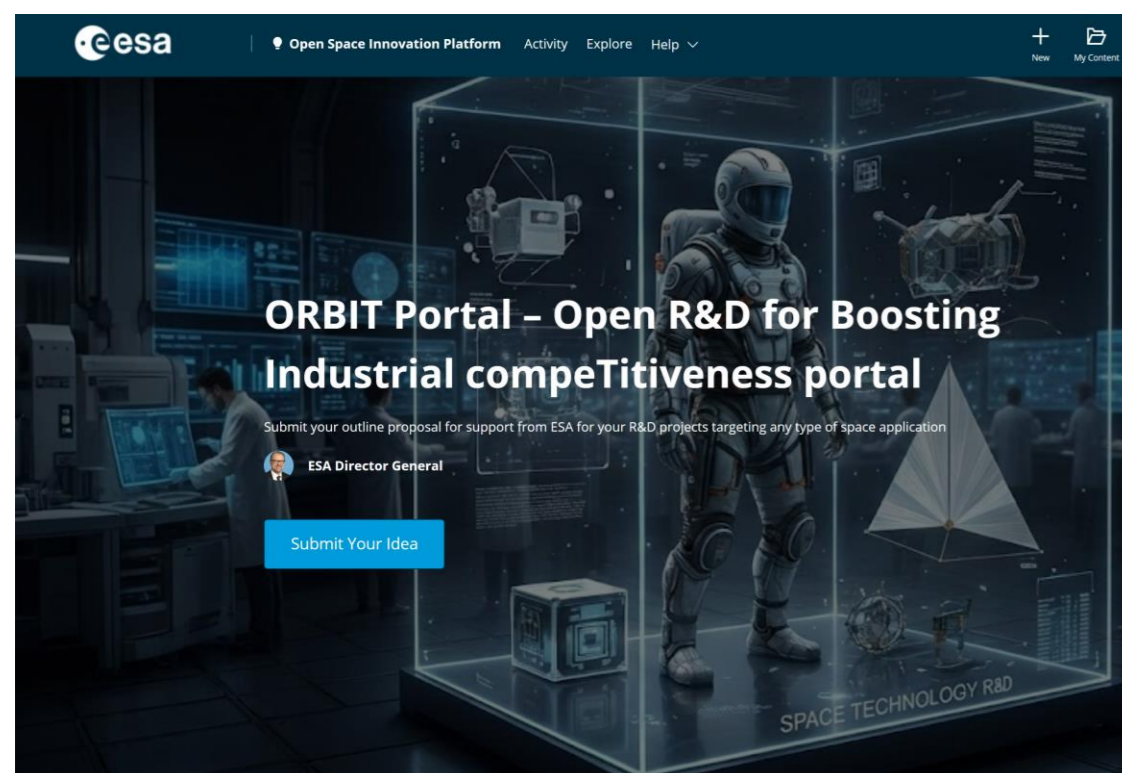 esa
Open Space Innovation Platform Activity Explore Help
New My Content
ORBIT Portal – Open R&D for Boosting
Industrial compeTitiveness portal
Submit your outline proposal for support from ESA for your R&D projects targeting any type of space application
ESA Director General
Submit Your Idea
SPACE TECHNOLOGY R&D